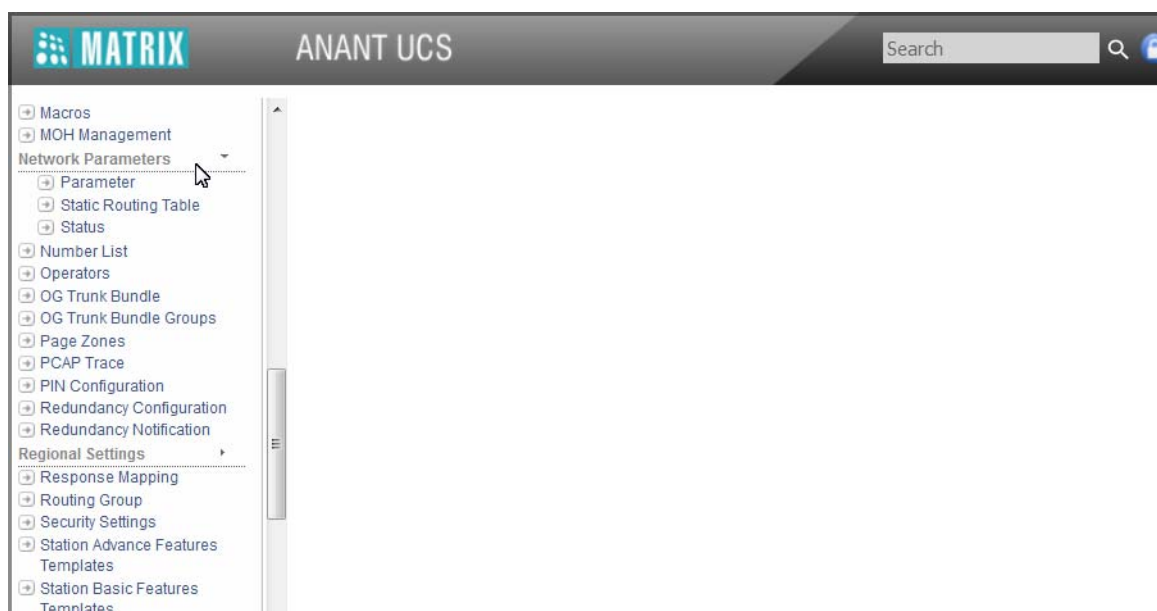 MATRIX ANANT UCS Search
Macros
MOH Management
Network Parameters
Parameter
Static Routing Table
Status
Number List
Operators
OG Trunk Bundle
OG Trunk Bundle Groups
Page Zones
PCAP Trace
PIN Configuration
Redundancy Configuration
Redundancy Notification
Regional Settings
Response Mapping
Routing Group
Security Settings
Station Advance Features
Templates
Station Basic Features
Templates